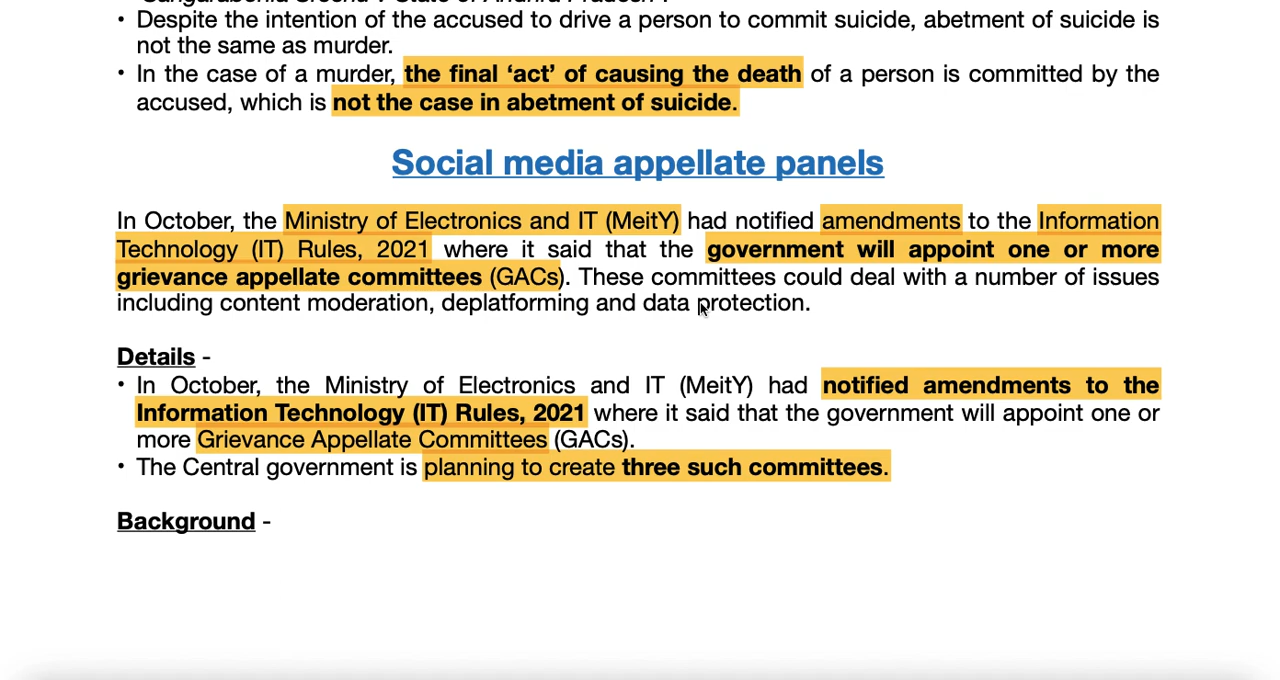 • Despite the intention of the accused to drive a person to commit suicide, abetment of suicide is
not the same as murder.
• In the case of a murder, the final ‘act’ of causing the death of a person is committed by the
accused, which is not the case in abetment of suicide.
Social media appellate panels
In October, the Ministry of Electronics and IT (MeitY) had notified amendments to the Information
Technology (IT) Rules, 2021 where it said that the government will appoint one or more
grievance appellate committees (GACs). These committees could deal with a number of issues
including content moderation, deplatforming and data protection.
Details -
• In October, the Ministry of Electronics and IT (MeitY) had notified amendments to the
Information Technology (IT) Rules, 2021 where it said that the government will appoint one or
more Grievance Appellate Committees (GACs).
• The Central government is planning to create three such committees.
Background -